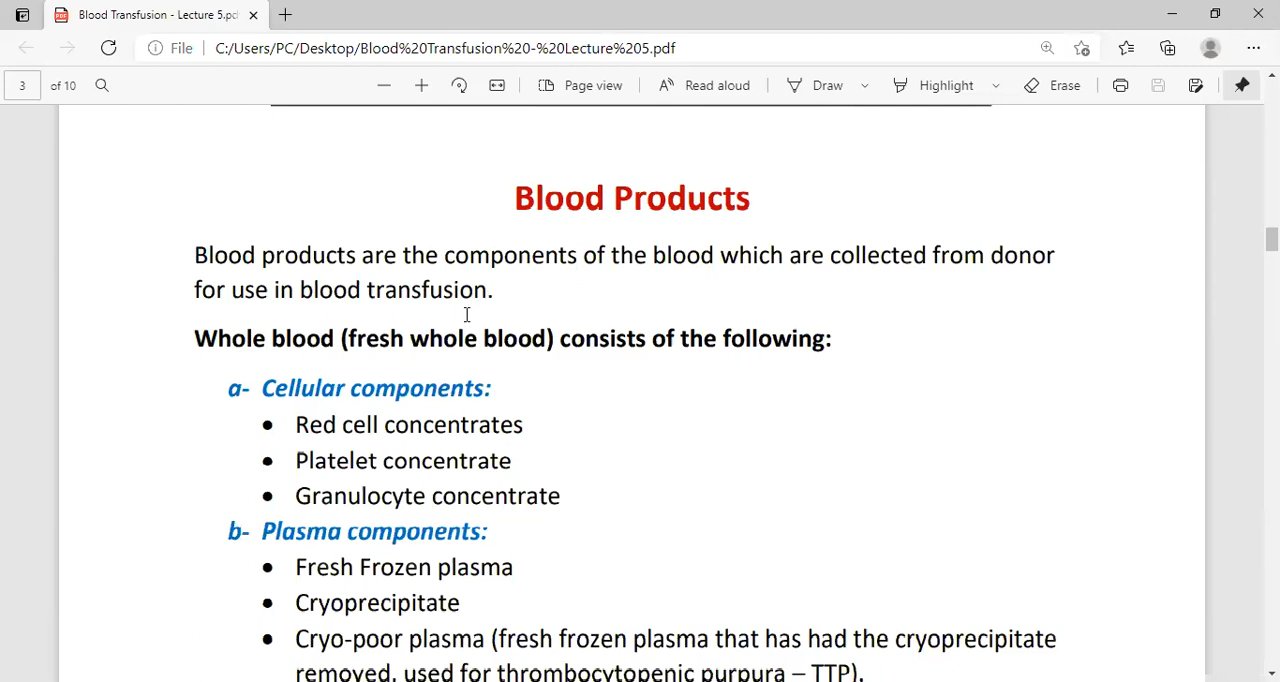 Blood Transfusion - Lecture 5.pdf
File C:/Users/PC/Desktop/Blood%20Transfusion%20-%20Lecture%205.pdf
3 of 10 Page view Read aloud Draw Highlight Erase
Blood Products
Blood products are the components of the blood which are collected from donor
for use in blood transfusion.
Whole blood (fresh whole blood) consists of the following:
a- Cellular components:
• Red cell concentrates
• Platelet concentrate
• Granulocyte concentrate
b- Plasma components:
• Fresh Frozen plasma
• Cryoprecipitate
• Cryo-poor plasma (fresh frozen plasma that has had the cryoprecipitate
removed, used for thrombocytopenic purpura – TTP).